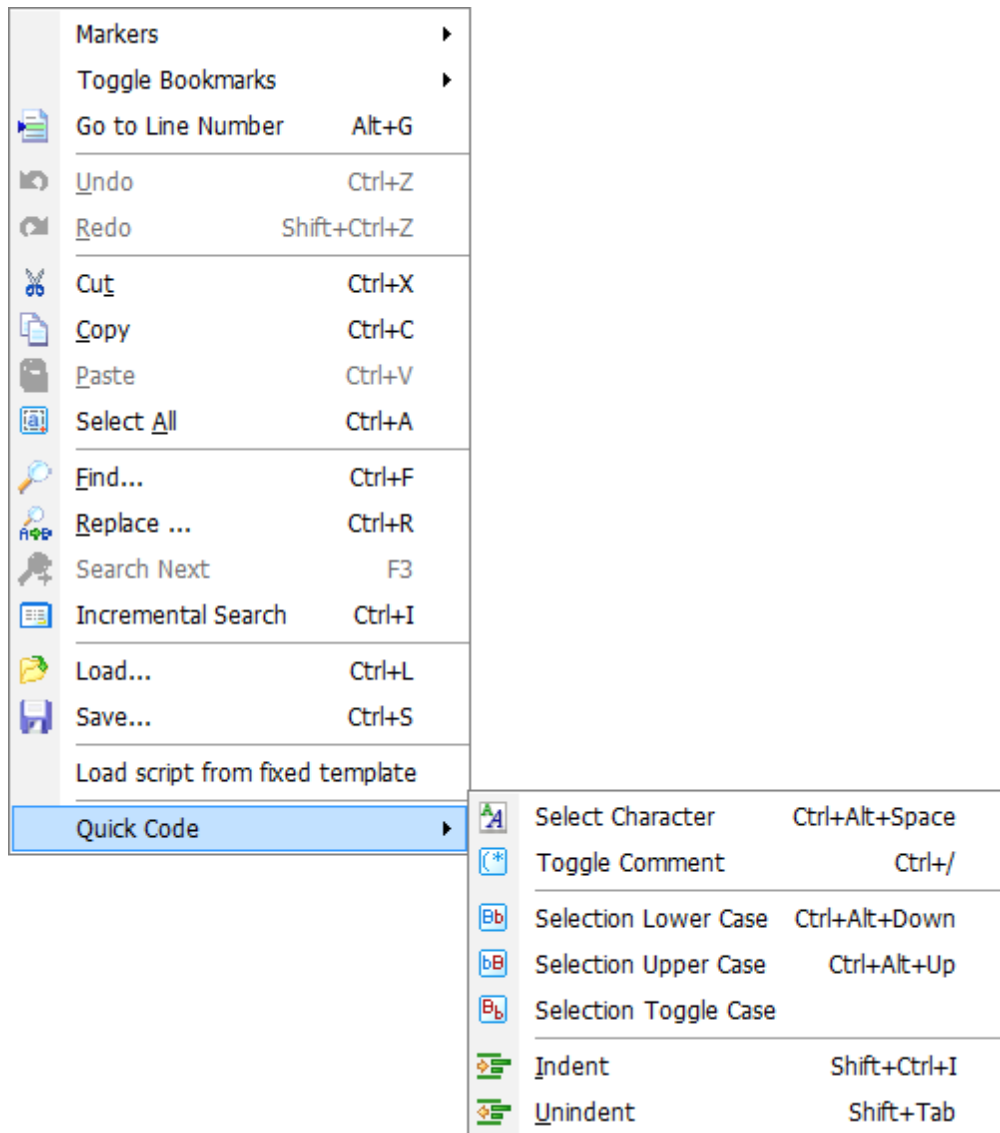 Markers
Toggle Bookmarks
Go to Line Number Alt+G
Undo Ctrl+Z
Redo Shift+Ctrl+Z
Cut Ctrl+X
Copy Ctrl+C
Paste Ctrl+V
Select All Ctrl+A
Find... Ctrl+F
Replace ... Ctrl+R
Search Next F3
Incremental Search Ctrl+I
Load... Ctrl+L
Save... Ctrl+S
Load script from fixed template
Quick Code
Select Character Ctrl+Alt+Space
Toggle Comment Ctrl+/
Selection Lower Case Ctrl+Alt+Down
Selection Upper Case Ctrl+Alt+Up
Selection Toggle Case
Indent Shift+Ctrl+I
Unindent Shift+Tab